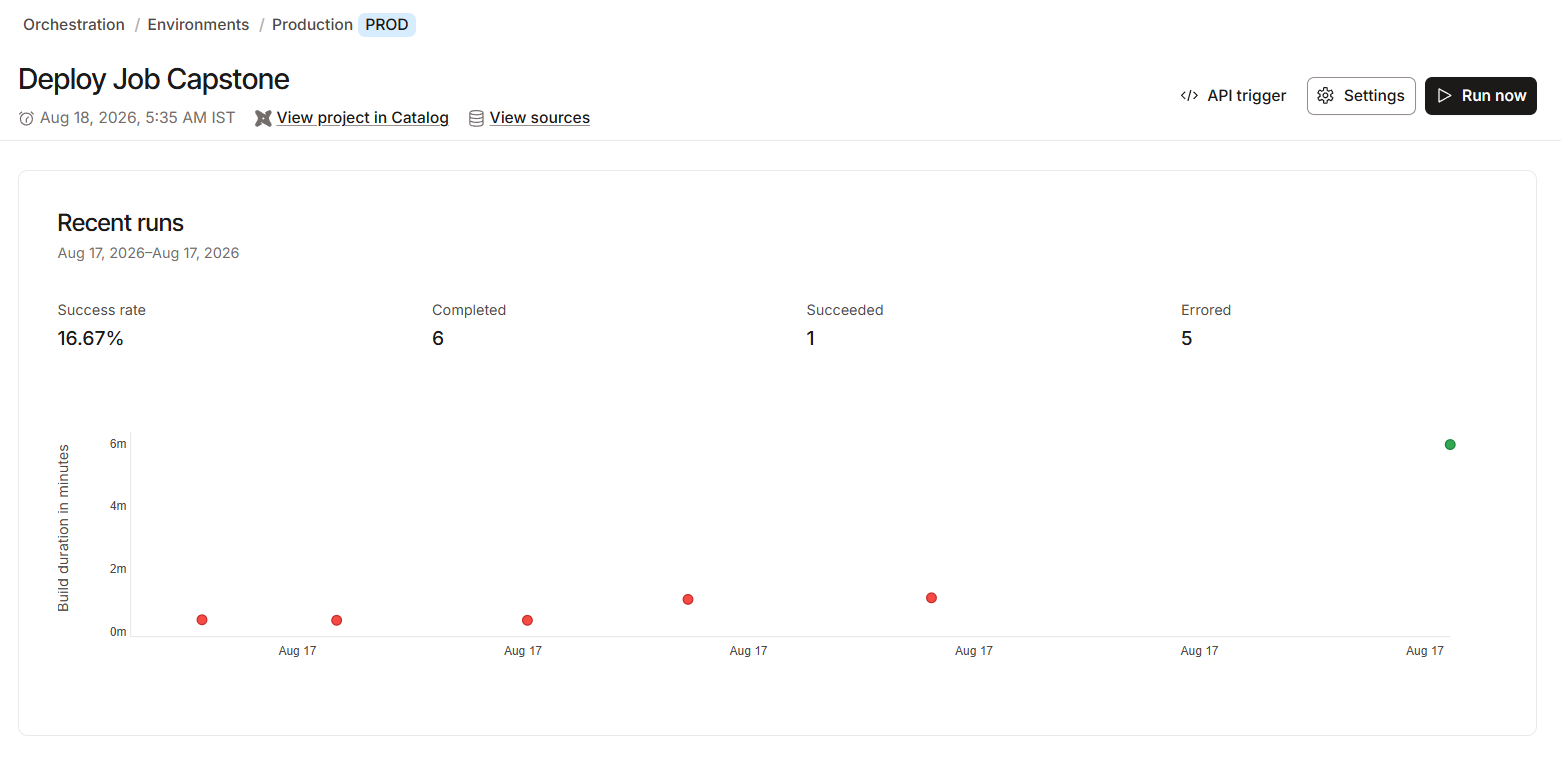 Orchestration / Environments / Production PROD
Deploy Job Capstone
Aug 18, 2026, 5:35 AM IST View project in Catalog View sources
</> API trigger Settings Run now
Recent runs
Aug 17, 2026–Aug 17, 2026
Success rate Completed Succeeded Errored
16.67% 6 1 5
Build duration in minutes
6m
4m
2m
0m
Aug 17 Aug 17 Aug 17 Aug 17 Aug 17 Aug 17